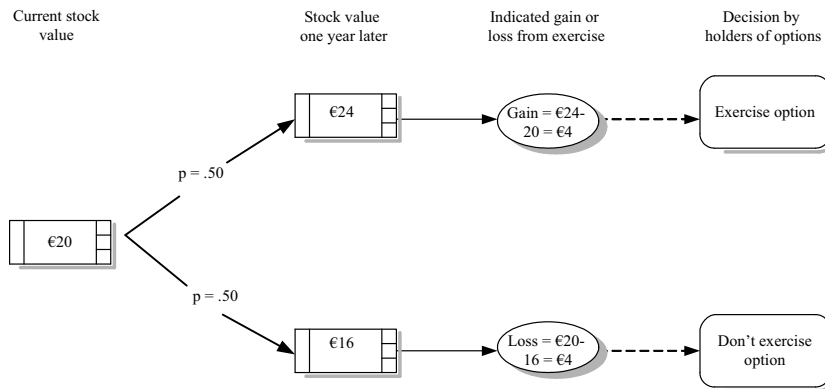 Current stock
value
Stock value
one year later
Indicated gain or
loss from exercise
Decision by
holders of options
€24
Gain = €24-
20 = €4
Exercise option
p = .50
€20
p = .50
€16
Loss = €20-
16 = €4
Don’t exercise
option